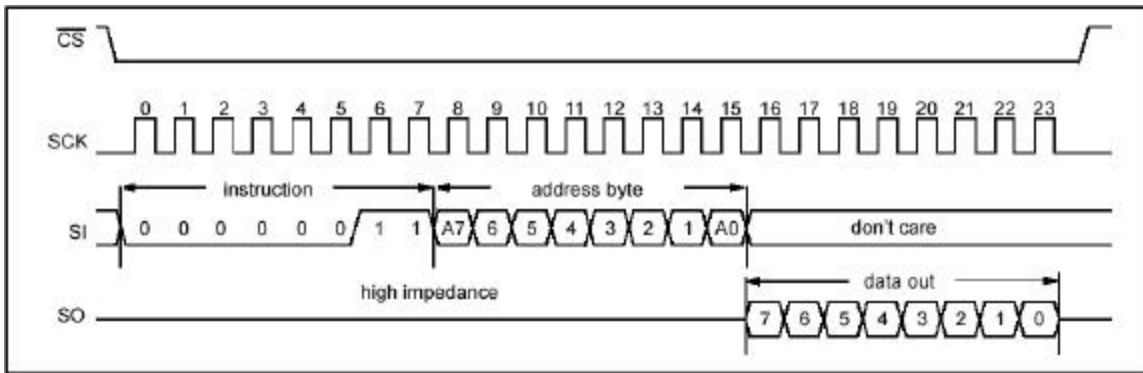 CS
0 1 2 3 4 5 6 7 8 9 10 11 12 13 14 15 16 17 18 19 20 21 22 23
SCK
instruction address byte
SI 0 0 0 0 0 0 1 1 A7 6 5 4 3 2 1 A0 don't care
high impedance data out
SO 7 6 5 4 3 2 1 0